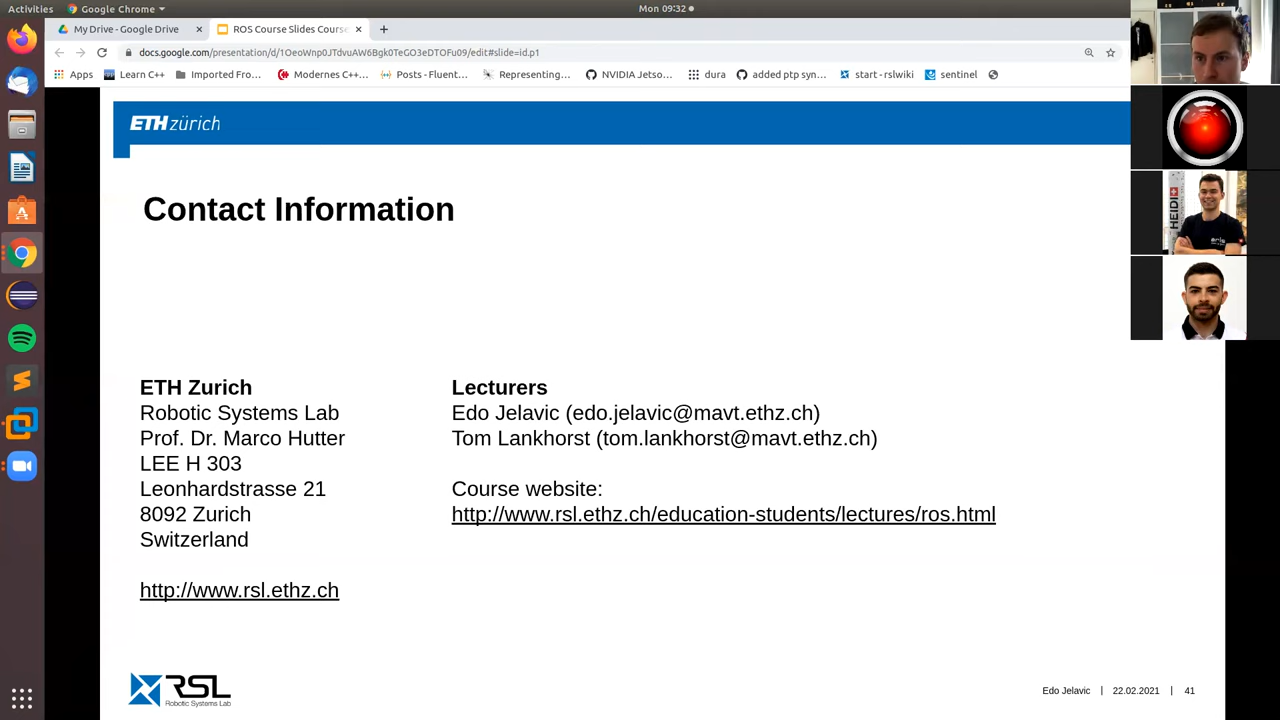 Activities
Google Chrome
Mon 09:32
My Drive - Google Drive
ROS Course Slides Course
docs.google.com/presentation/d/1OeoWnp0JTdvuAW6Bgk0TeGO3eDTOFu09/edit#slide=id.p1
Apps
Learn C++
Imported Fro...
Modernes C++...
Posts - Fluent...
Representing...
NVIDIA Jetso...
dura
added ptp syn...
start - rslwiki
sentinel
ETH zürich
Contact Information
ETH Zurich
Robotic Systems Lab
Prof. Dr. Marco Hutter
LEE H 303
Leonhardstrasse 21
8092 Zurich
Switzerland
http://www.rsl.ethz.ch
Lecturers
Edo Jelavic (edo.jelavic@mavt.ethz.ch)
Tom Lankhorst (tom.lankhorst@mavt.ethz.ch)
Course website:
http://www.rsl.ethz.ch/education-students/lectures/ros.html
HEIDI
RSL
Robotic Systems Lab
Edo Jelavic
22.02.2021
41